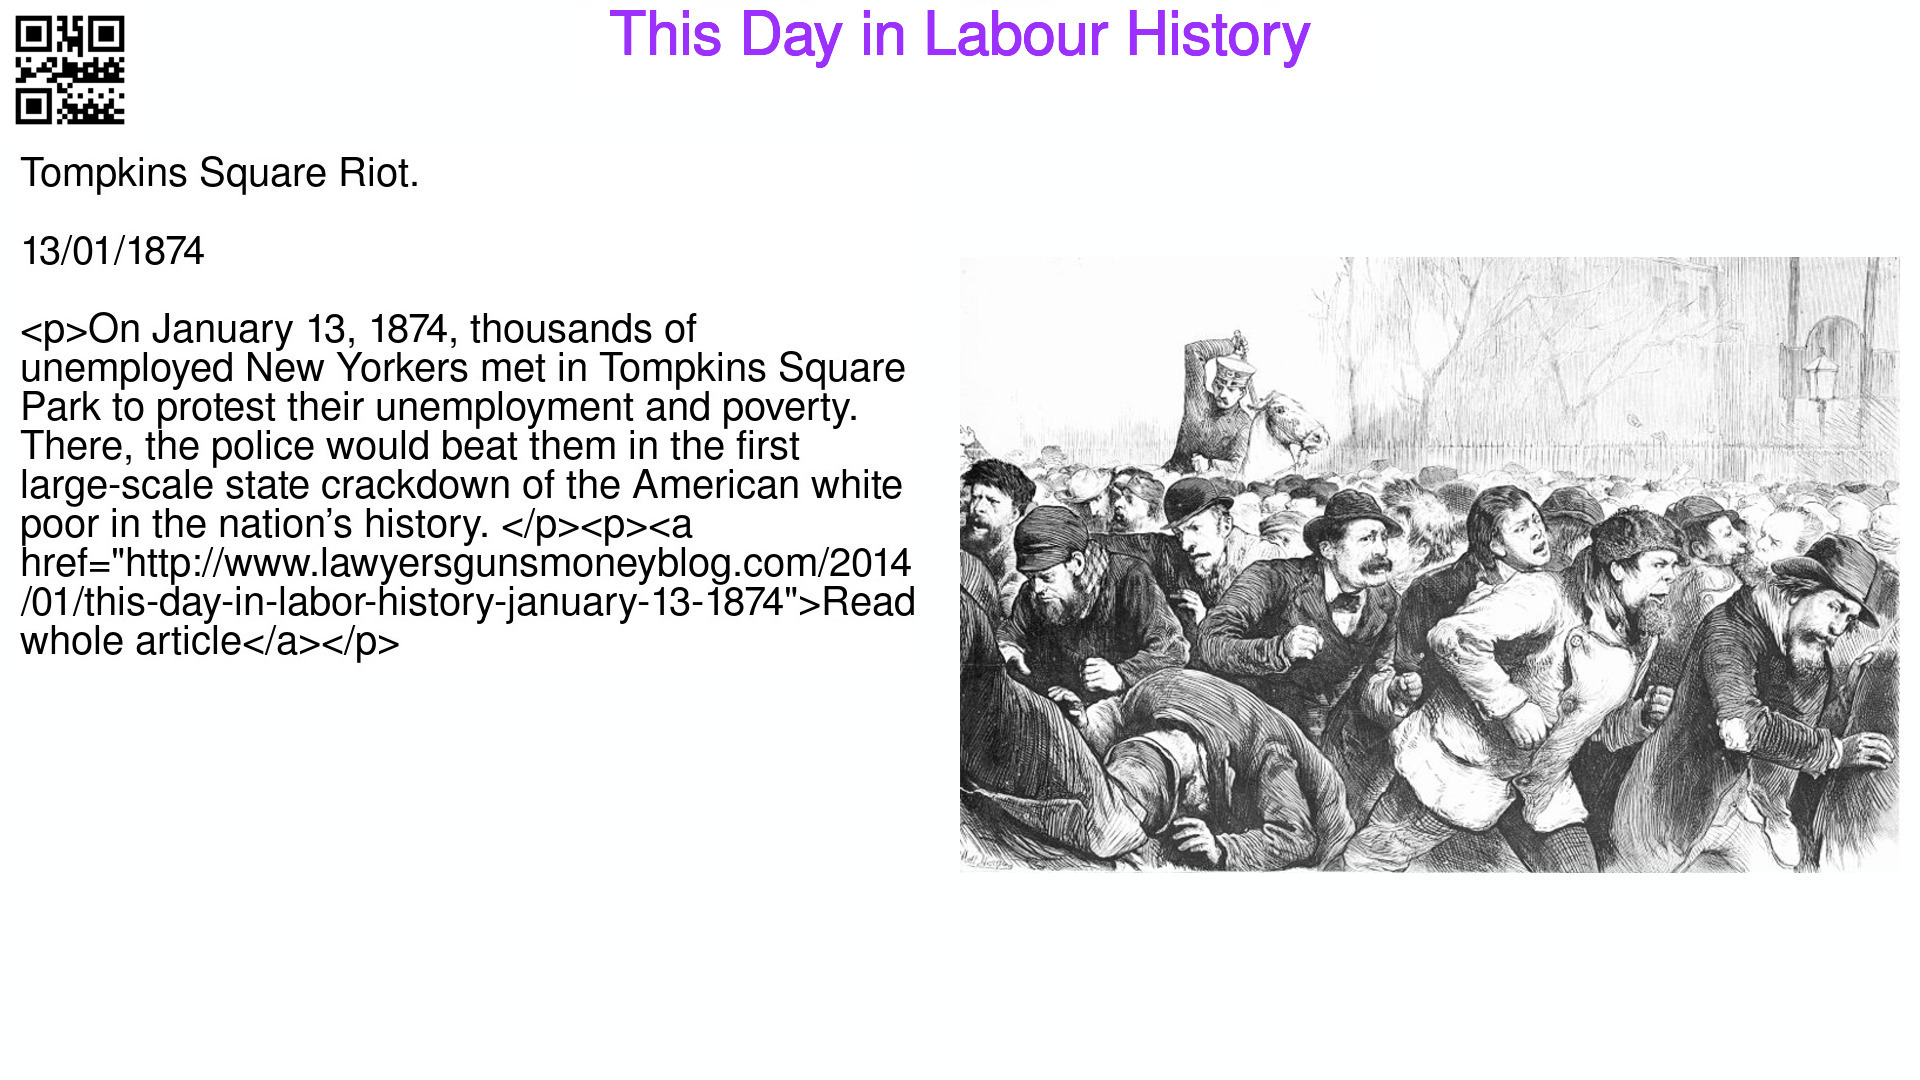 This Day in Labour History
Tompkins Square Riot.
13/01/1874
<p>On January 13, 1874, thousands of
unemployed New Yorkers met in Tompkins Square
Park to protest their unemployment and poverty.
There, the police would beat them in the first
large-scale state crackdown of the American white
poor in the nation’s history. </p><p><a
href="http://www.lawyersgunsmoneyblog.com/2014
/01/this-day-in-labor-history-january-13-1874">Read
whole article</a></p>